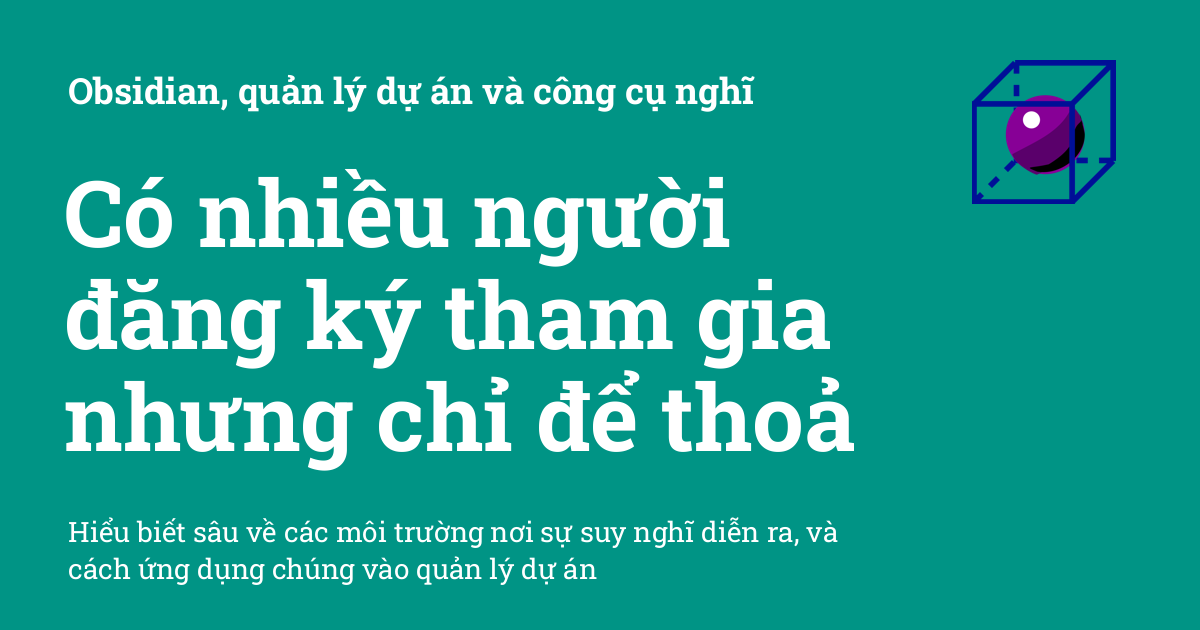 Obsidian, quản lý dự án và công cụ nghĩ
Có nhiều người
đăng ký tham gia
nhưng chỉ để thoả
Hiểu biết sâu về các môi trường nơi sự suy nghĩ diễn ra, và
cách ứng dụng chúng vào quản lý dự án